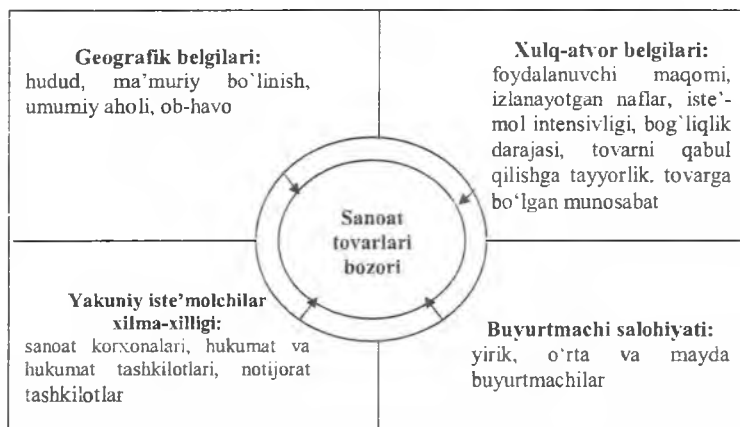 Geografik belgilari:
hudud, ma’muriy bo`linish,
umumiy aholi, ob-havo
Xulq-atvor belgilari:
foydalanuvchi maqomi,
izlanayotgan naflar, iste’-
mol intensivligi, bog`liqlik
darajasi, tovarni qabul
qilishga tayyorlik. tovarga
bo‘lgan munosabat
Sanoat
tovarlari
bozori
Yakuniy iste’molchilar
xilma-xilligi:
sanoat korxonalari, hukumat va
hukumat tashkilotlari, notijorat
tashkilotlar
Buyurtmachi salohiyati:
yirik, o‘rta va mayda
buyurtmachilar